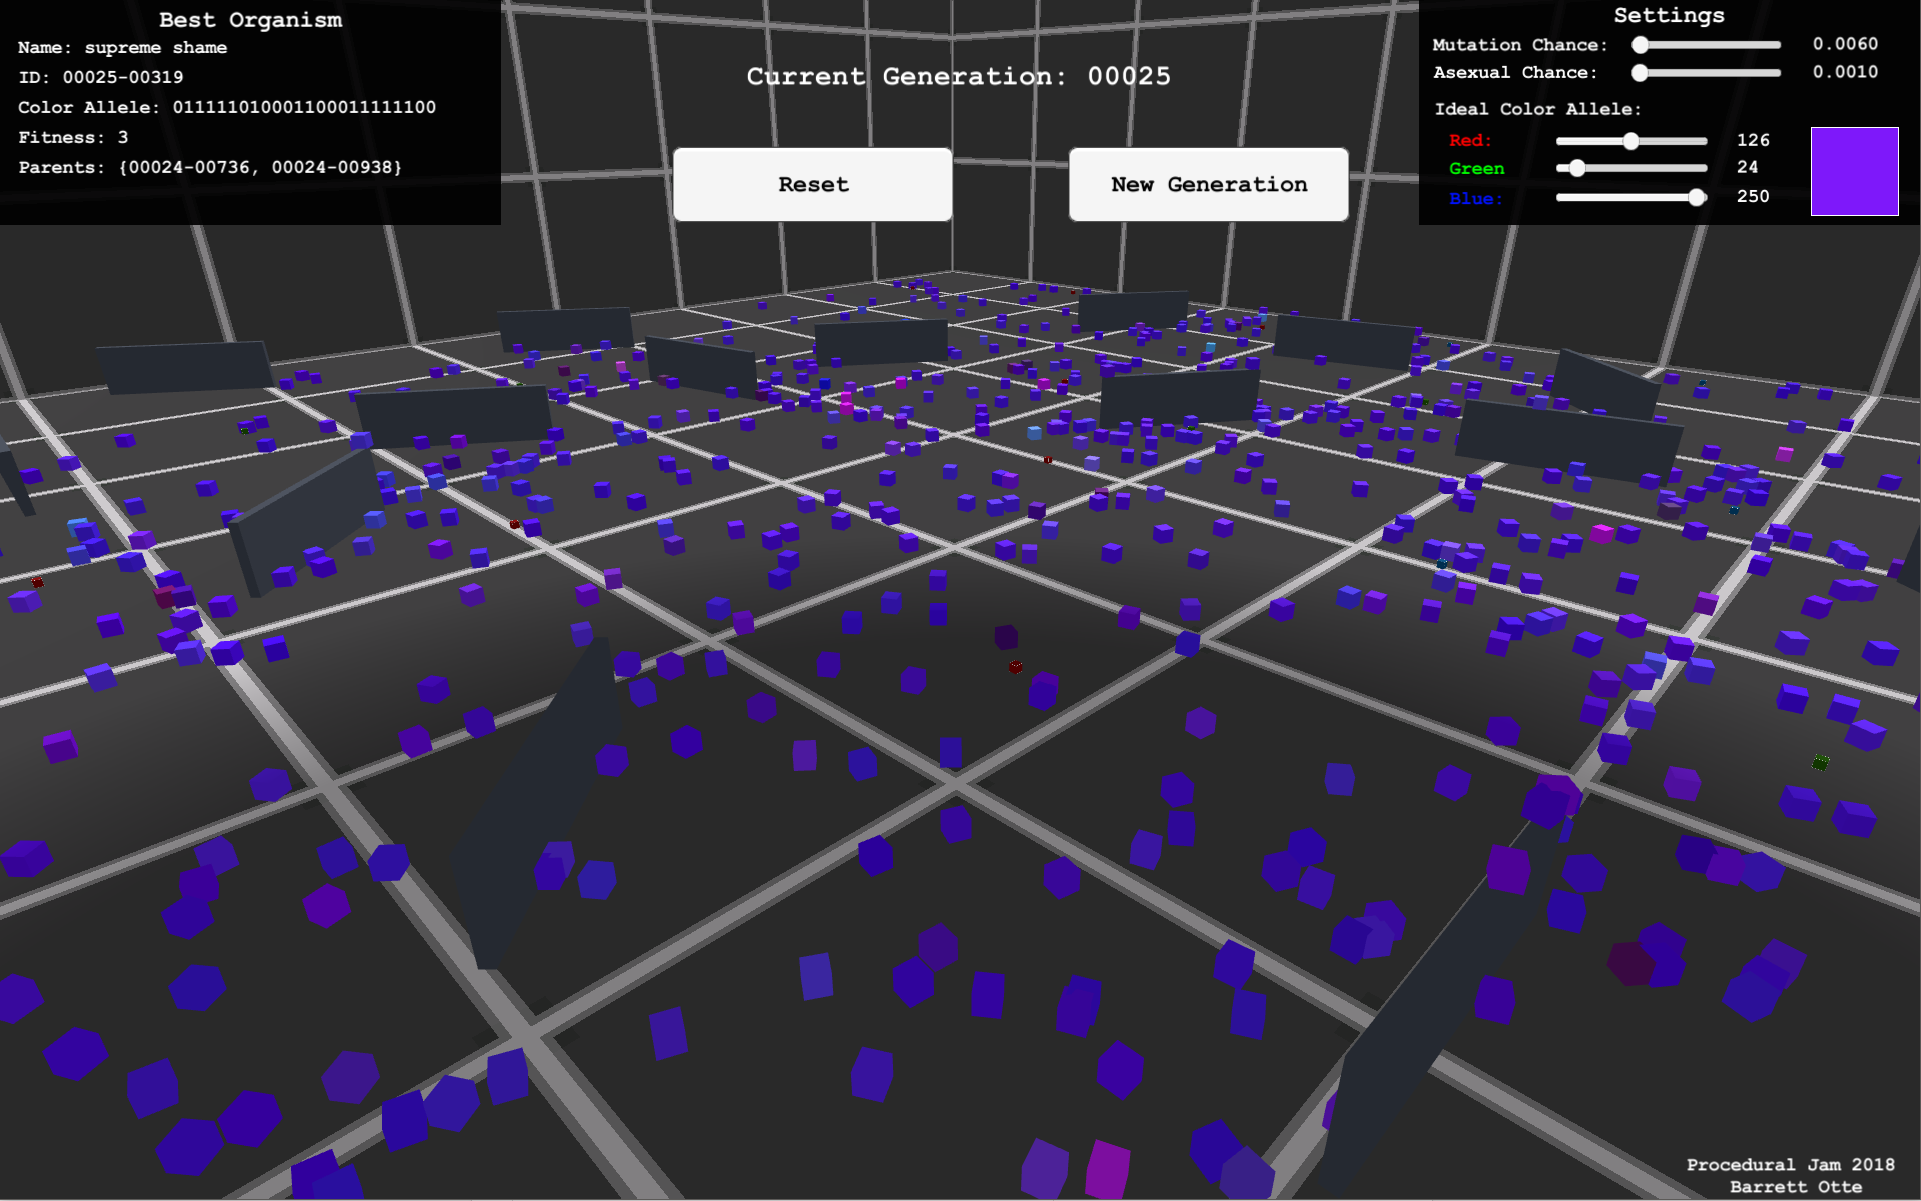 Best Organism
Name: supreme shame
ID: 00025-00319
Color Allele: 0111111010001100011111100
Fitness: 3
Parents: {00024-00736, 00024-00938}
Current Generation: 00025
Reset
New Generation
Settings
Mutation Chance: 0.0060
Asexual Chance: 0.0010
Ideal Color Allele:
Red: 126
Green 24
Blue: 250
Procedural Jam 2018
Barrett Otte